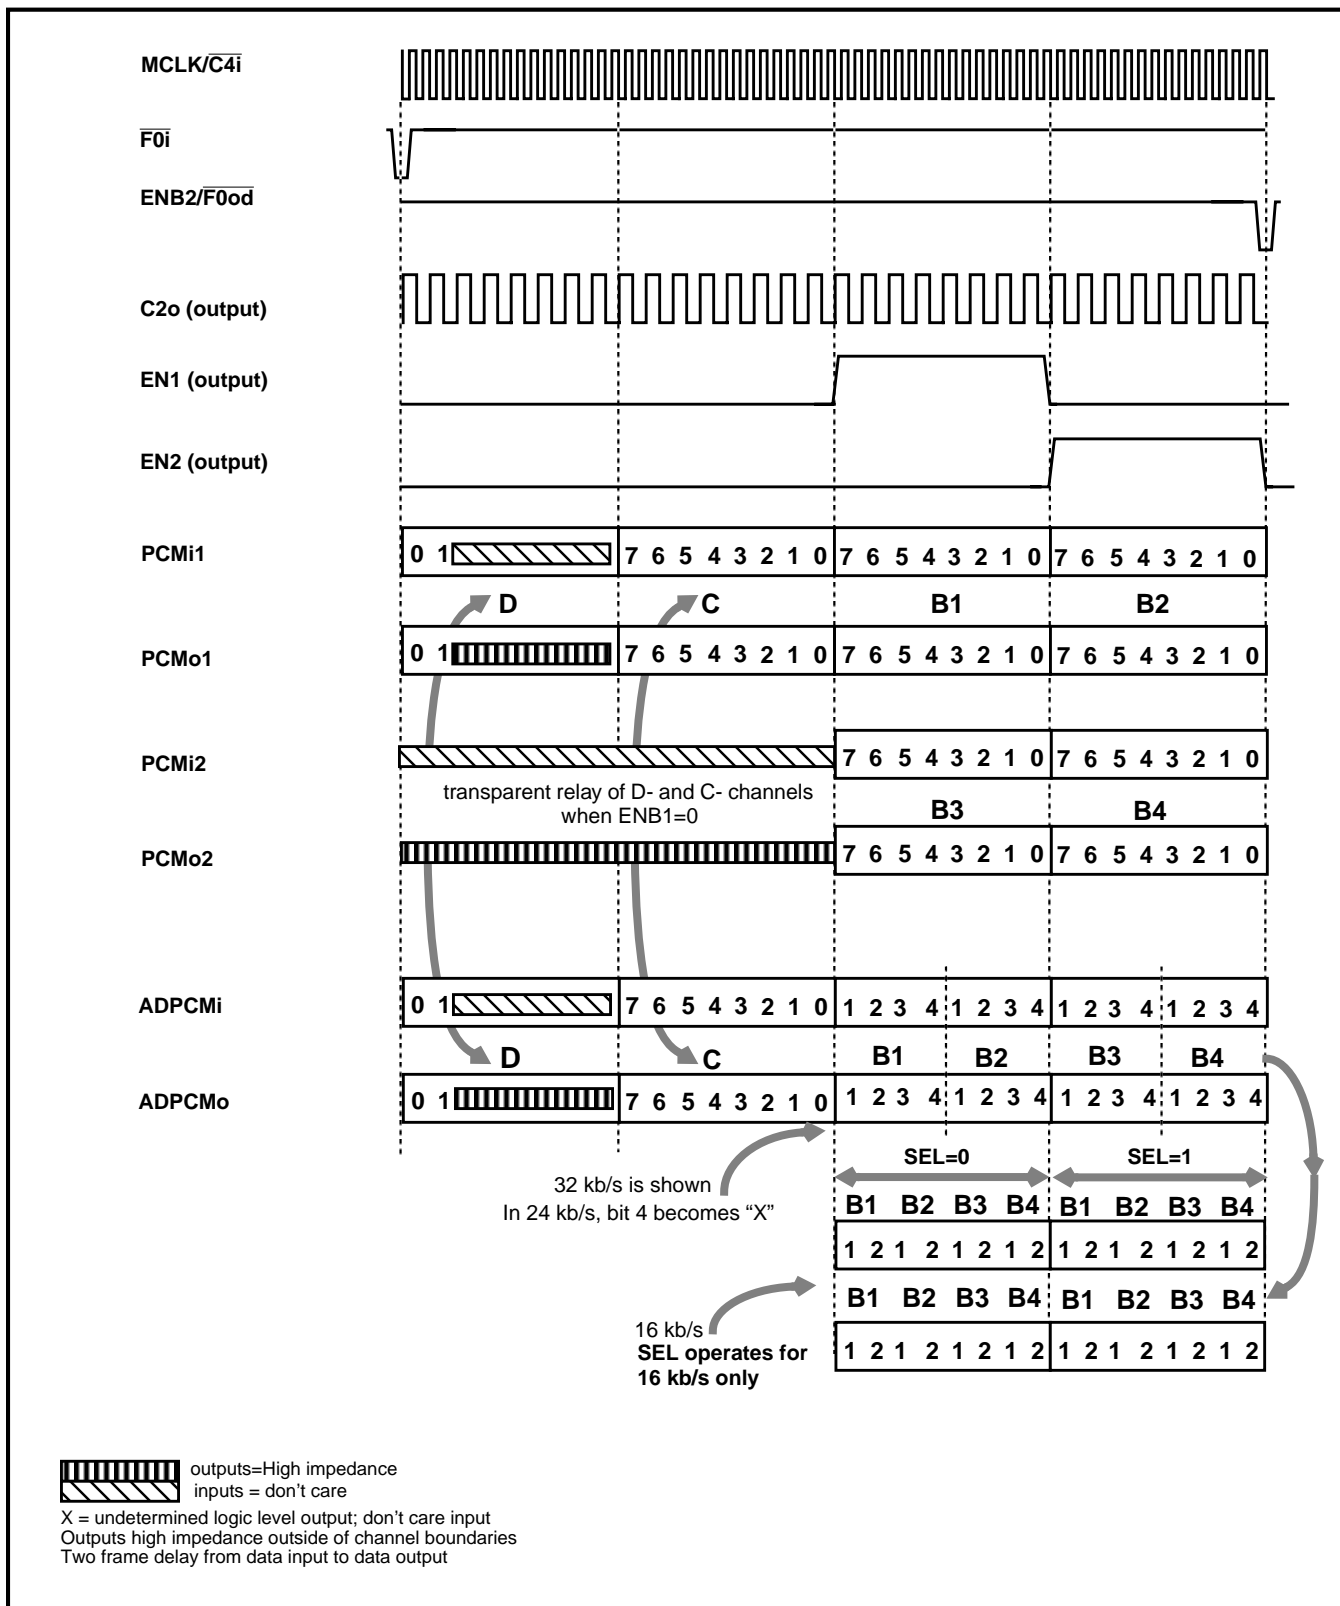 MCLK/C4i
F0i
ENB2/F0od
C2o (output)
EN1 (output)
EN2 (output)
PCMi1 0 1 7 6 5 4 3 2 1 0 7 6 5 4 3 2 1 0 7 6 5 4 3 2 1 0
D C B1 B2
PCMo1 0 1 7 6 5 4 3 2 1 0 7 6 5 4 3 2 1 0 7 6 5 4 3 2 1 0
PCMi2 7 6 5 4 3 2 1 0 7 6 5 4 3 2 1 0
transparent relay of D- and C- channels
when ENB1=0
B3 B4
PCMo2 7 6 5 4 3 2 1 0 7 6 5 4 3 2 1 0
ADPCMi 0 1 7 6 5 4 3 2 1 0 1 2 3 4 1 2 3 4 1 2 3 4 1 2 3 4
D C B1 B2 B3 B4
ADPCMo 0 1 7 6 5 4 3 2 1 0 1 2 3 4 1 2 3 4 1 2 3 4 1 2 3 4
SEL=0 SEL=1
32 kb/s is shown
In 24 kb/s, bit 4 becomes “X”
B1 B2 B3 B4 B1 B2 B3 B4
1 2 1 2 1 2 1 2 1 2 1 2 1 2 1 2
B1 B2 B3 B4 B1 B2 B3 B4
16 kb/s
SEL operates for
16 kb/s only
1 2 1 2 1 2 1 2 1 2 1 2 1 2 1 2
outputs=High impedance
inputs = don't care
X = undetermined logic level output; don't care input
Outputs high impedance outside of channel boundaries
Two frame delay from data input to data output